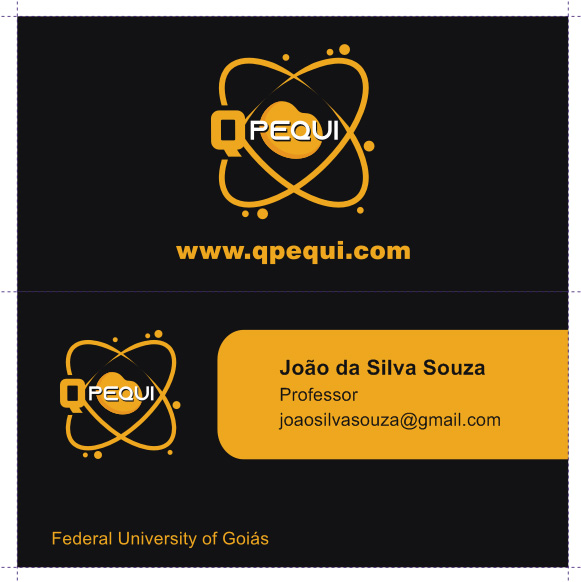 QPEQUI
www.qpequi.com
QPEQUI
João da Silva Souza
Professor
joaosilvasouza@gmail.com
Federal University of Goiás